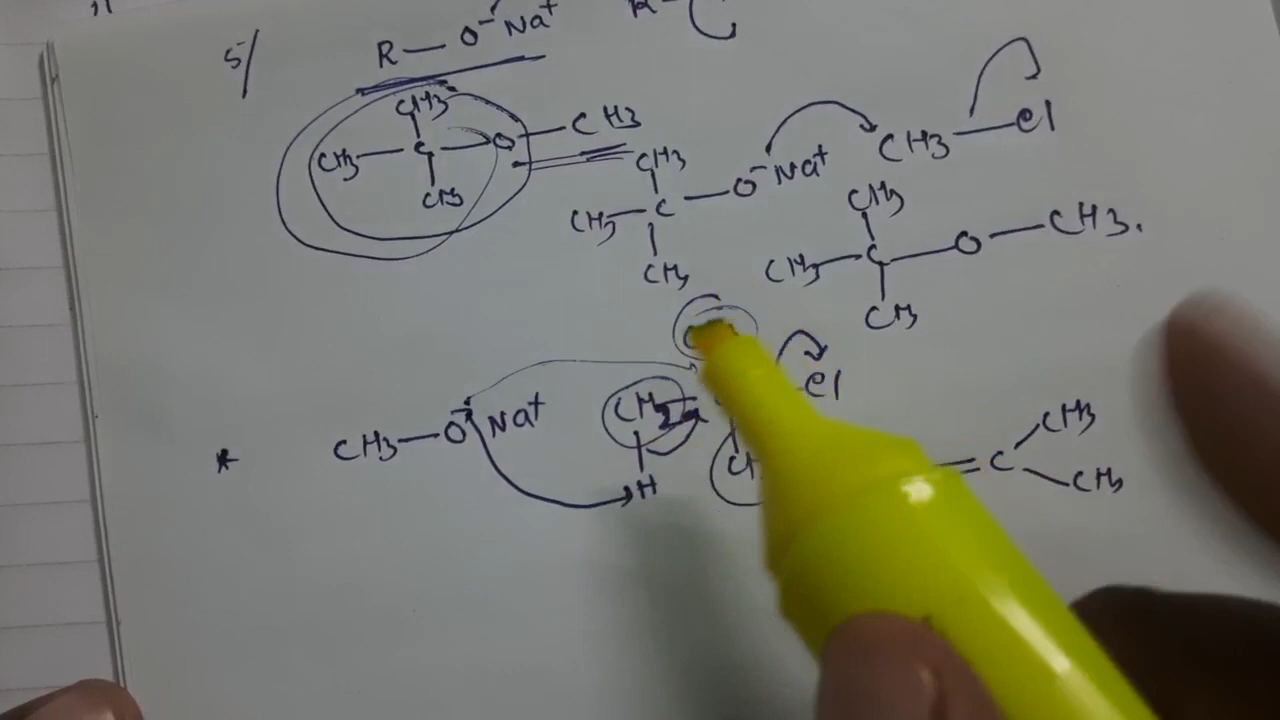 5/
R — O⁻ Na⁺
CH3
CH3 — C — O — CH3
CH3
CH3
CH3 — C — O⁻ Na⁺
CH3
CH3 — Cl
CH3
CH3 — C — O — CH3.
CH3
* CH3 — O⁻ Na⁺
CH2
H
Cl
= C
CH3
CH3